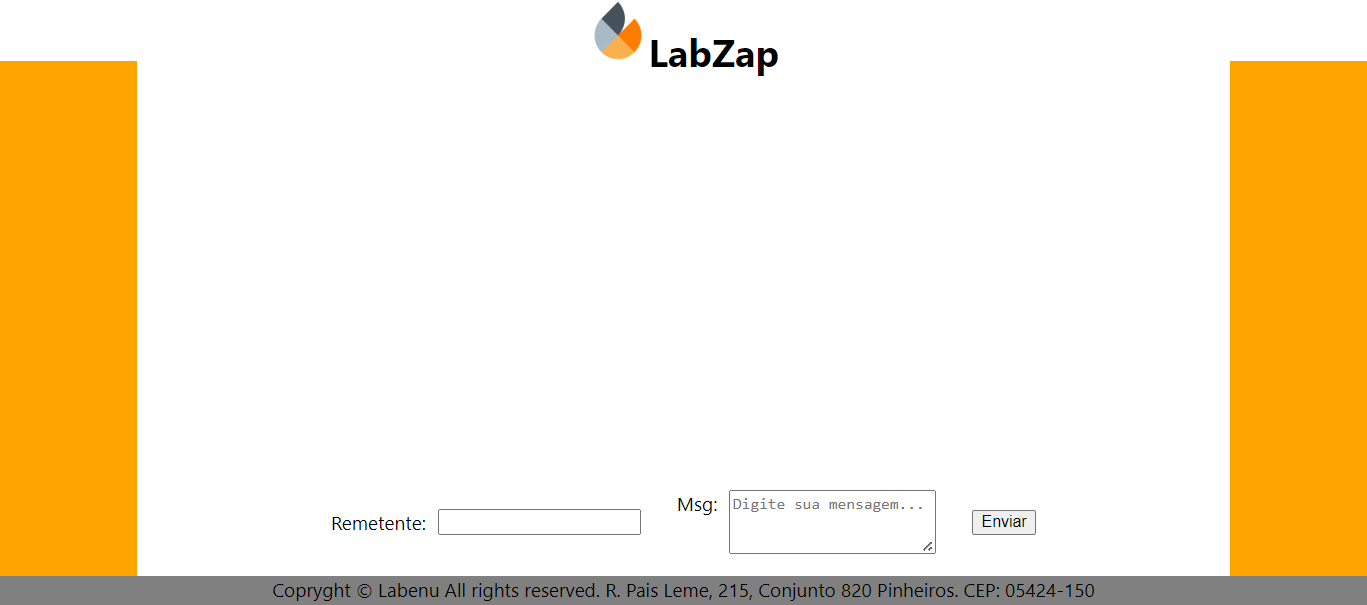 LabZap
Remetente:
Msg:
Digite sua mensagem...
Enviar
Copryght © Labenu All rights reserved. R. Pais Leme, 215, Conjunto 820 Pinheiros. CEP: 05424-150